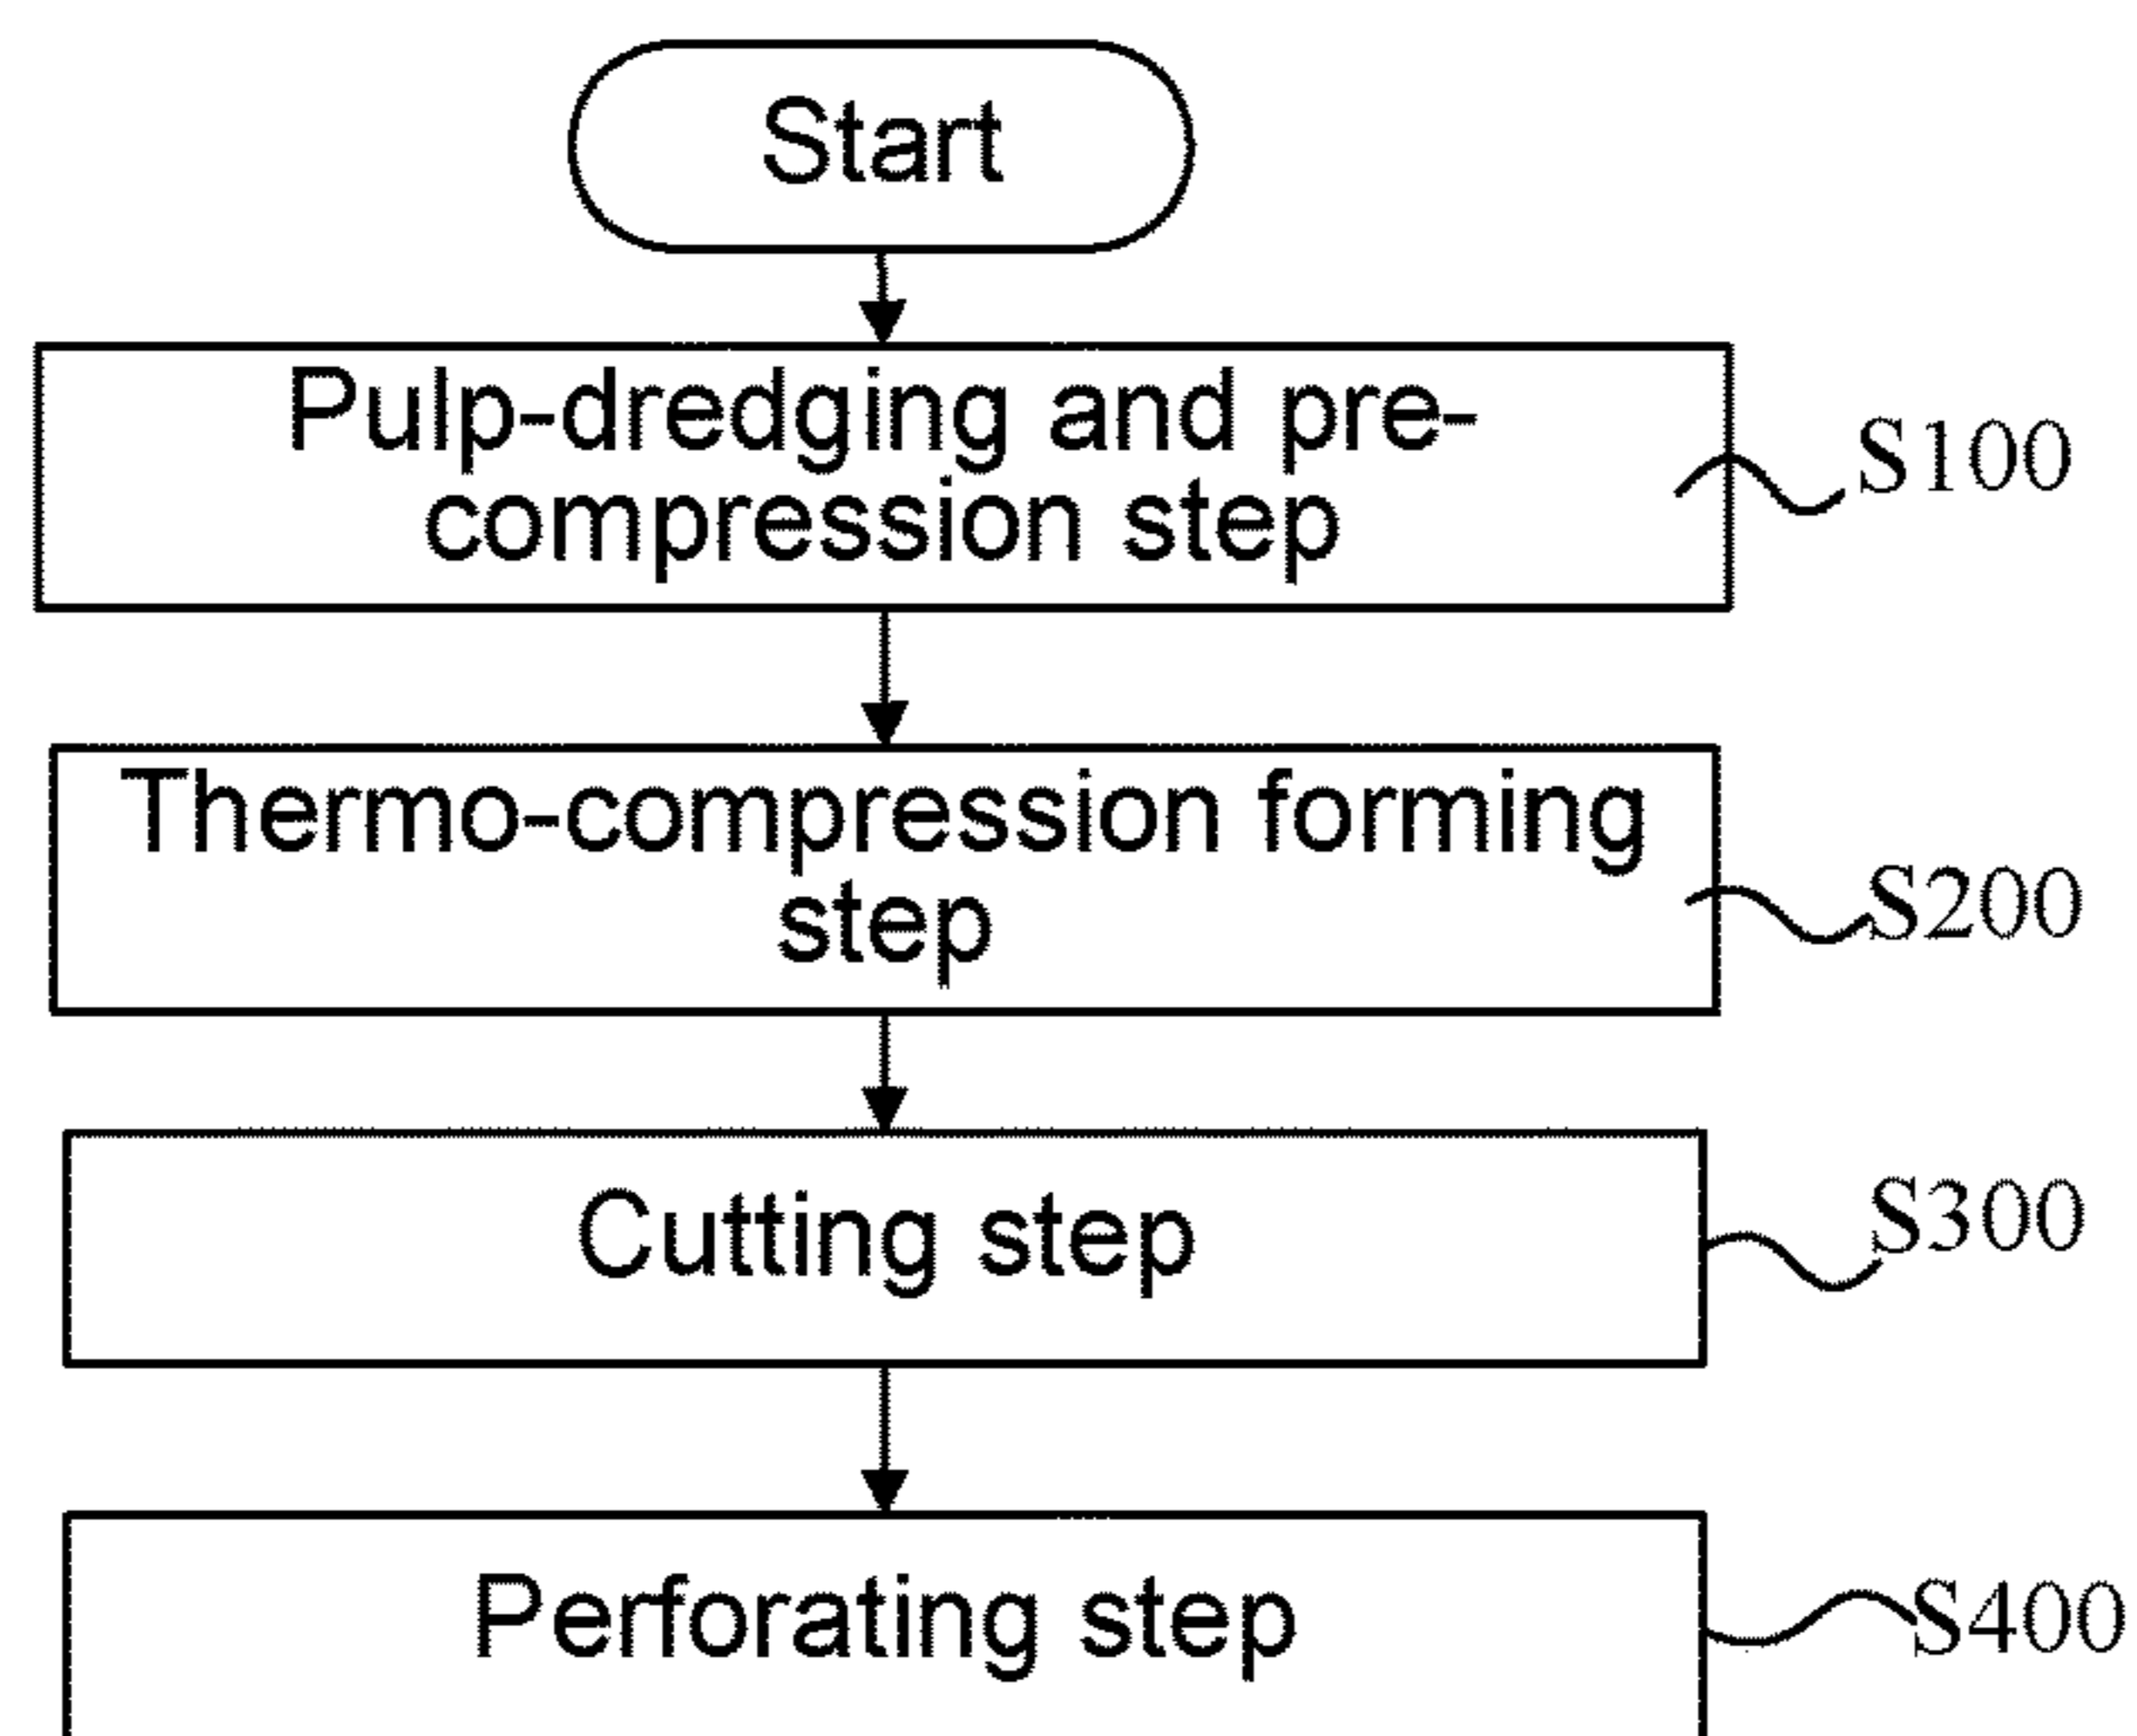 Start
Pulp-dredging and pre-
compression step
S100
Thermo-compression forming
step
S200
Cutting step
S300
Perforating step
S400